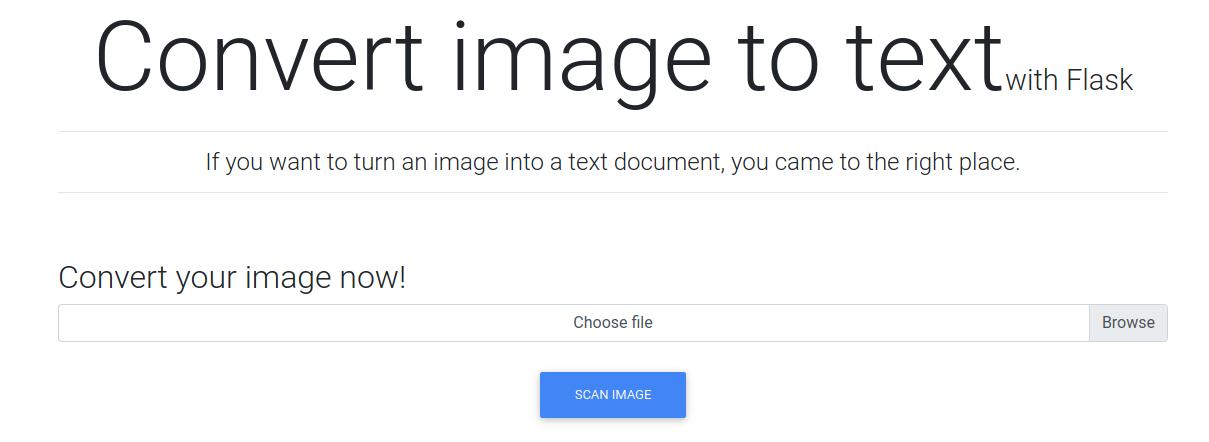 Convert image to text with Flask
If you want to turn an image into a text document, you came to the right place.
Convert your image now!
Choose file Browse
SCAN IMAGE